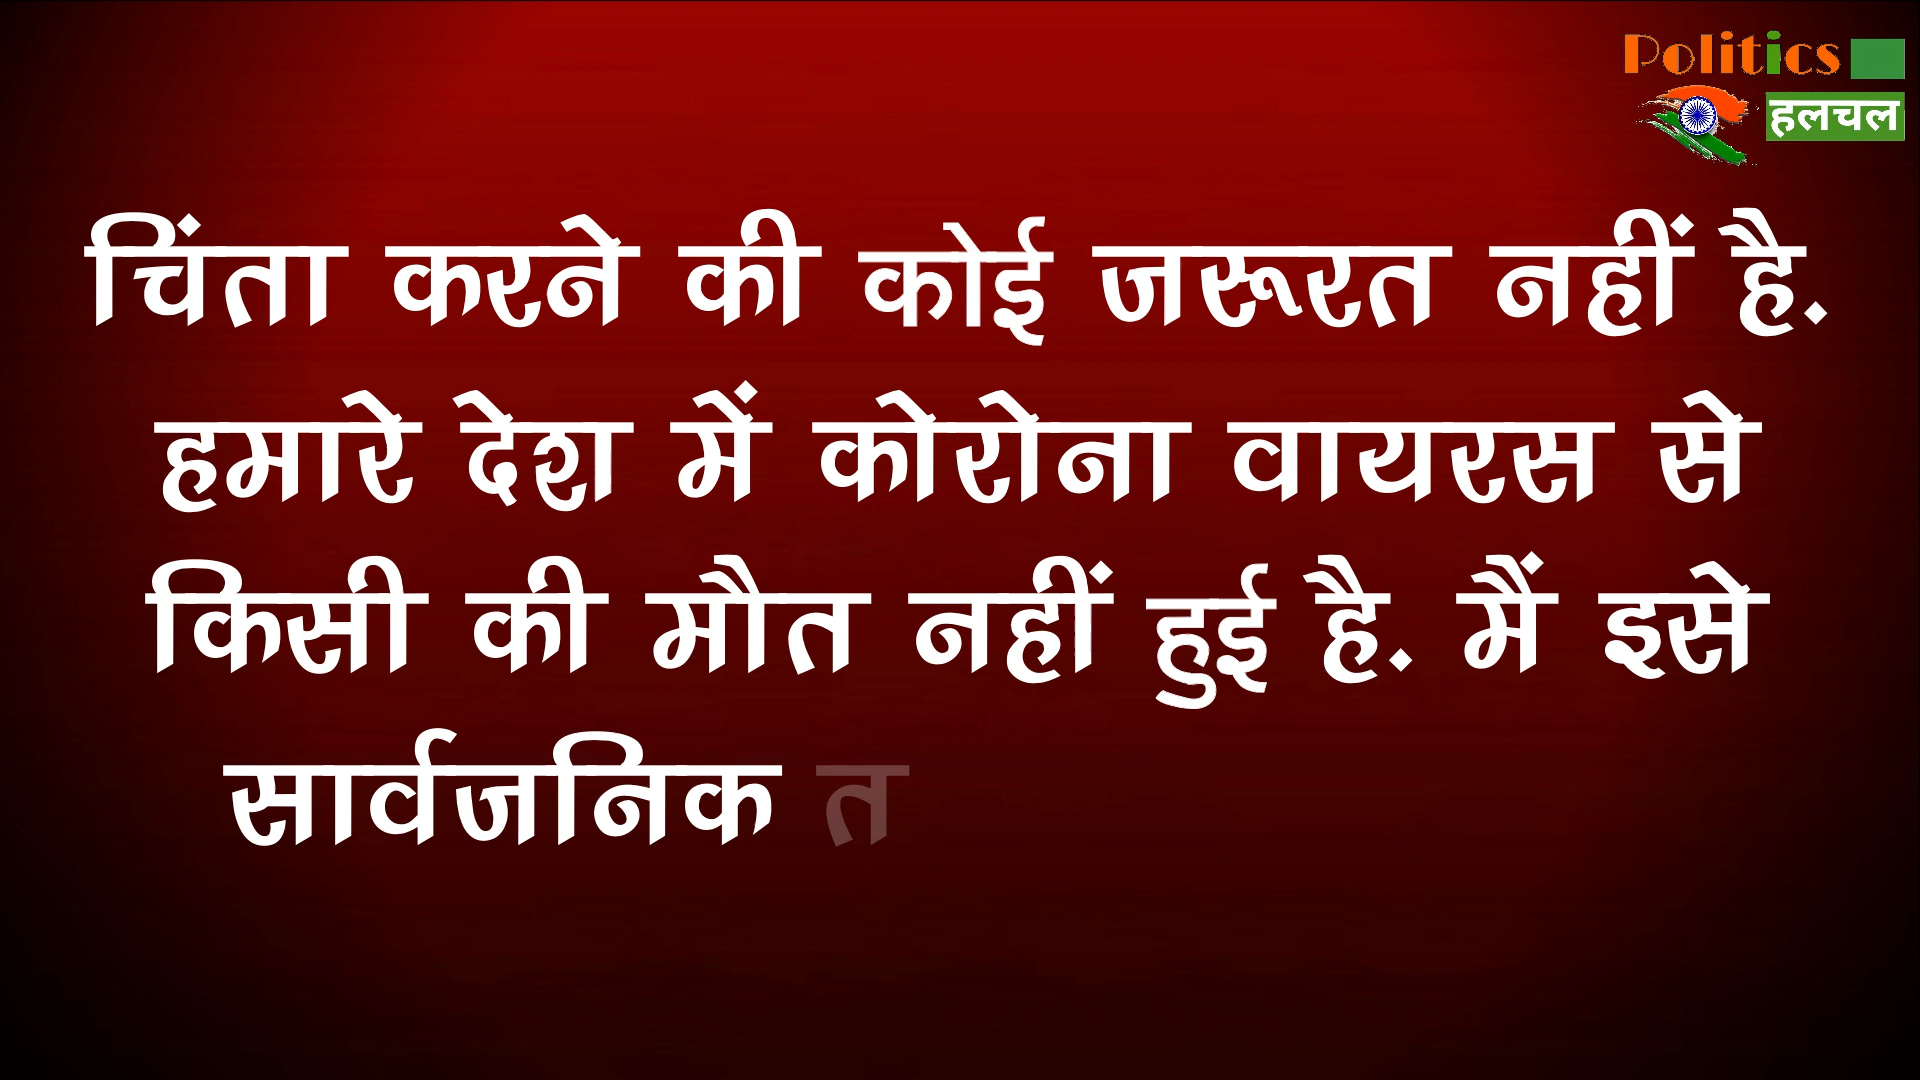 Politics
हलचल
चिंता करने की कोई जरूरत नहीं है.
हमारे देश में कोरोना वायरस से
किसी की मौत नहीं हुई है. मैं इसे
सार्वजनिक त